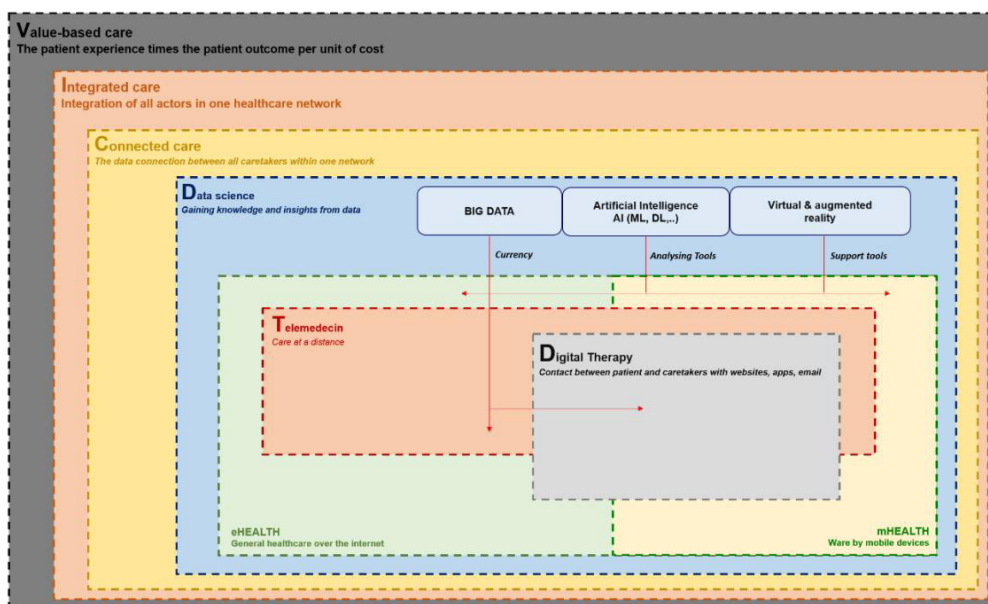 Value-based care
The patient experience times the patient outcome per unit of cost
Integrated care
Integration of all actors in one healthcare network
Connected care
The data connection between all caretakers within one network
Data science
Gaining knowledge and insights from data
BIG DATA
Artificial Intelligence
AI (ML, DL,..)
Virtual & augmented
reality
Currency
Analysing Tools
Support tools
Telemedecin
Care at a distance
Digital Therapy
Contact between patient and caretakers with websites, apps, email
eHEALTH
General healthcare over the internet
mHEALTH
Ware by mobile devices